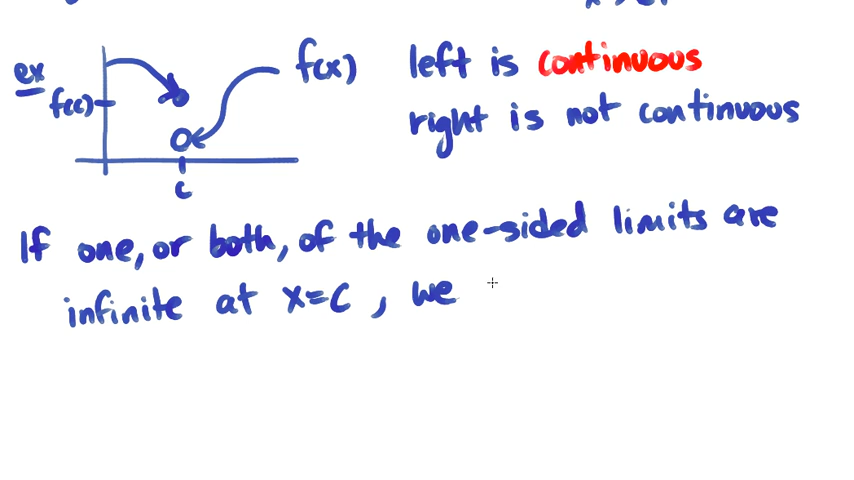 ex
f(c)
f(x)
c
left is continuous
right is not continuous
If one, or both, of the one-sided limits are
infinite at x=c, we